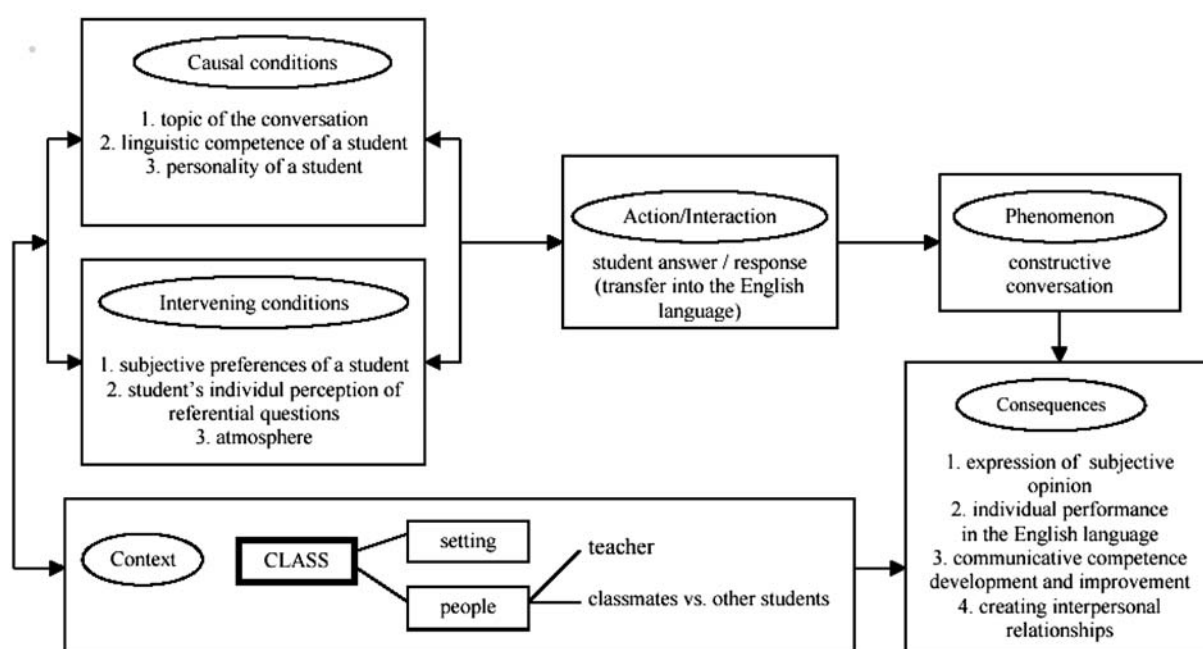 Causal conditions
1. topic of the conversation
2. linguistic competence of a student
3. personality of a student
Intervening conditions
1. subjective preferences of a student
2. student's individul perception of
referential questions
3. atmosphere
Action/Interaction
student answer / response
(transfer into the English
language)
Phenomenon
constructive
conversation
Consequences
1. expression of subjective
opinion
2. individual performance
in the English language
3. communicative competence
development and improvement
4. creating interpersonal
relationships
Context
CLASS
setting
people
teacher
classmates vs. other students